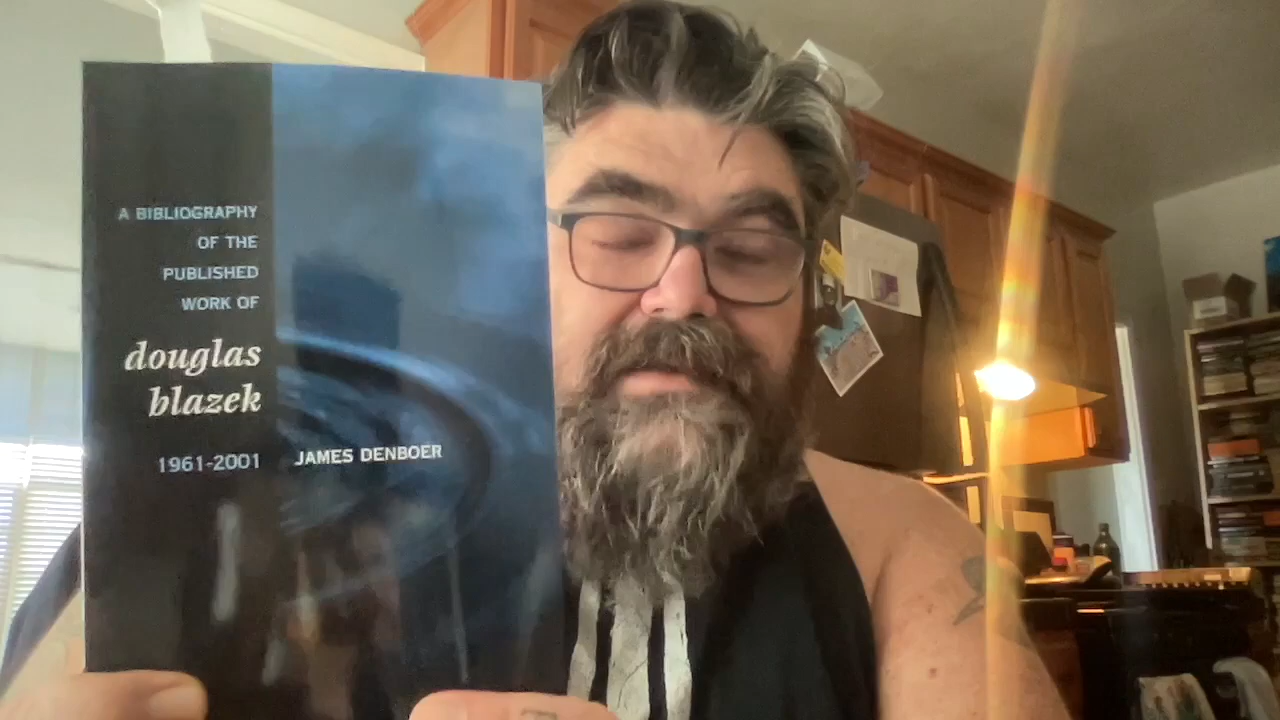 A BIBLIOGRAPHY
OF THE
PUBLISHED
WORK OF
douglas
blazek
1961-2001
JAMES DENBOER